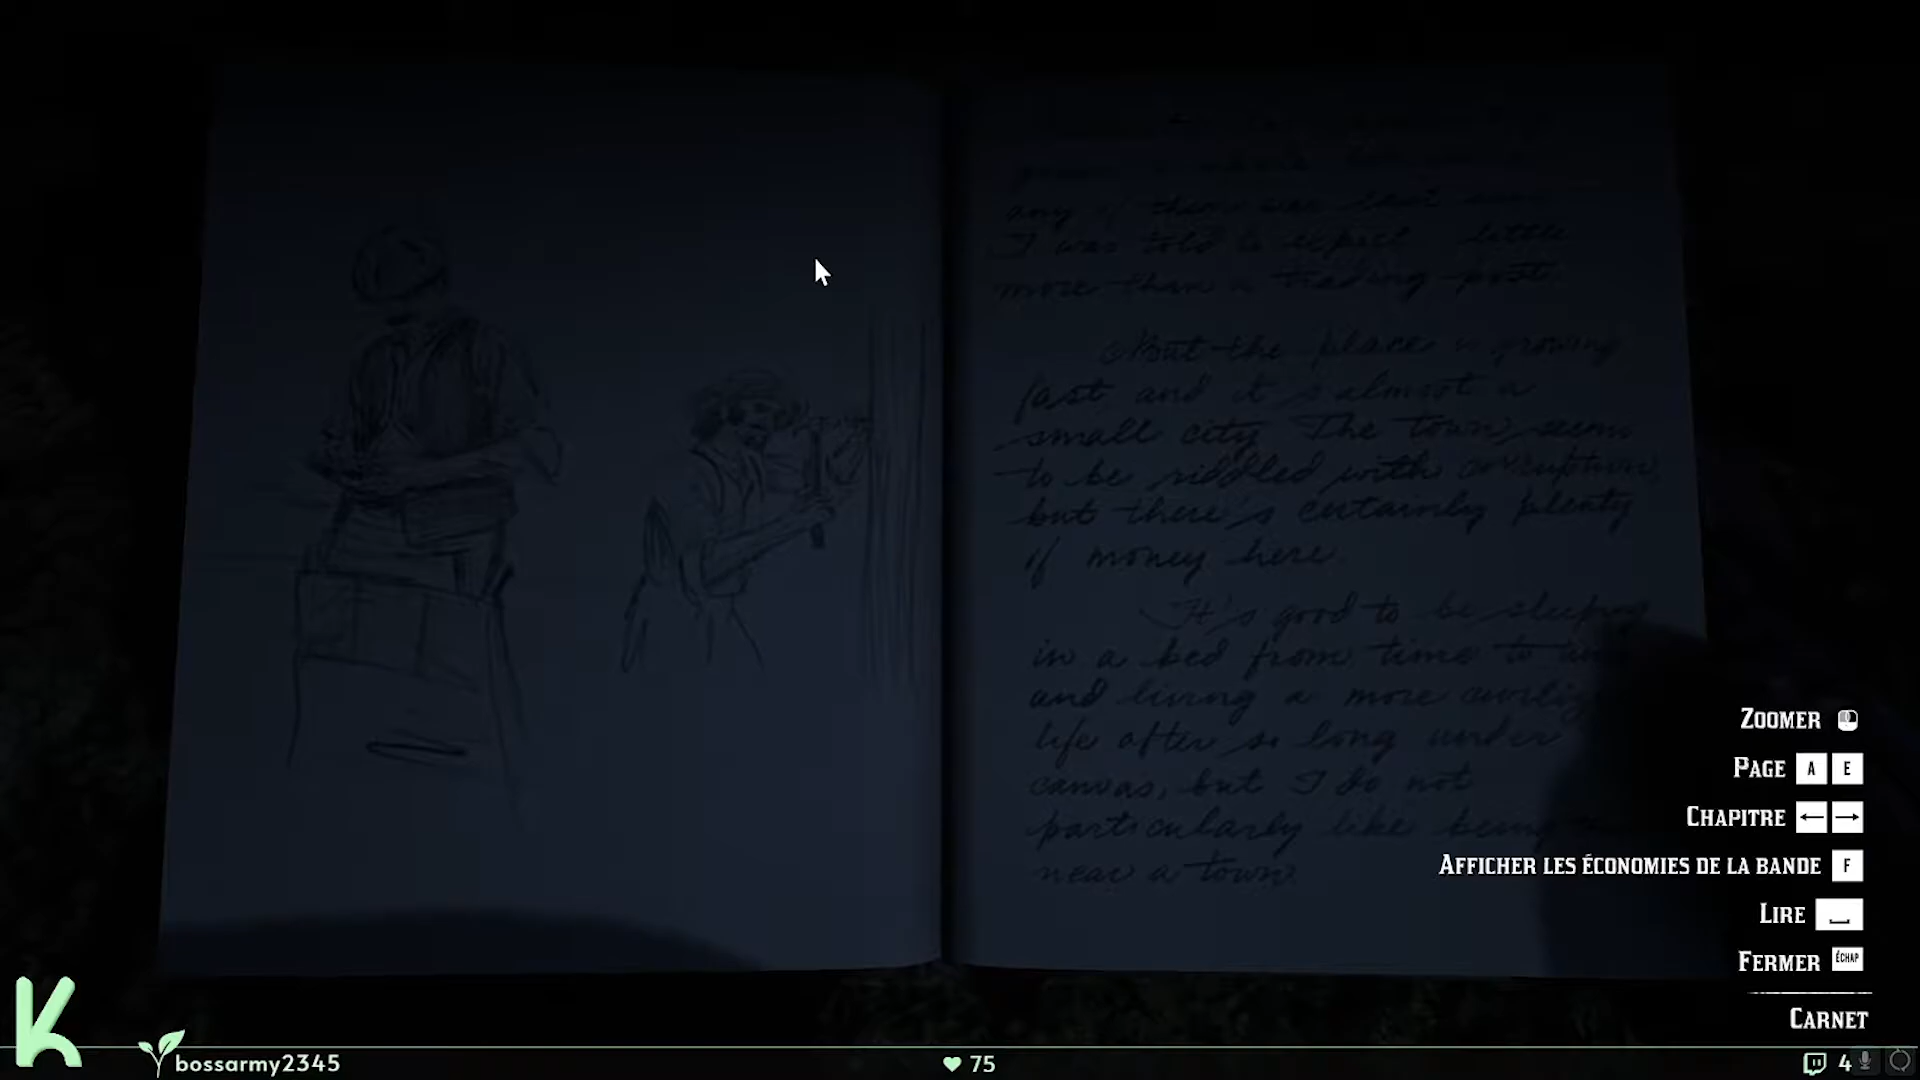 any of them was real
I was told to expect little
more than a trading post.
But the place is growing
fast and it's almost a
small city. The town seems
to be riddled with corruption,
but there's certainly plenty
of money here.
It's good to be sleeping
in a bed from time to
and living a more
life after so long under
canvas, but I do not
particularly like being
near a town.
ZOOMER
PAGE A E
CHAPITRE ← →
AFFICHER LES ÉCONOMIES DE LA BANDE F
LIRE
FERMER ÉCHAP
CARNET
K
bossarmy2345
75
4